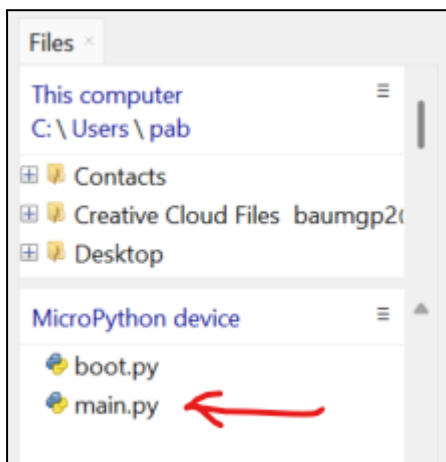 Files ×
This computer ≡
C: \ Users \ pab
Contacts
Creative Cloud Files baumgp2
Desktop
MicroPython device ≡
boot.py
main.py